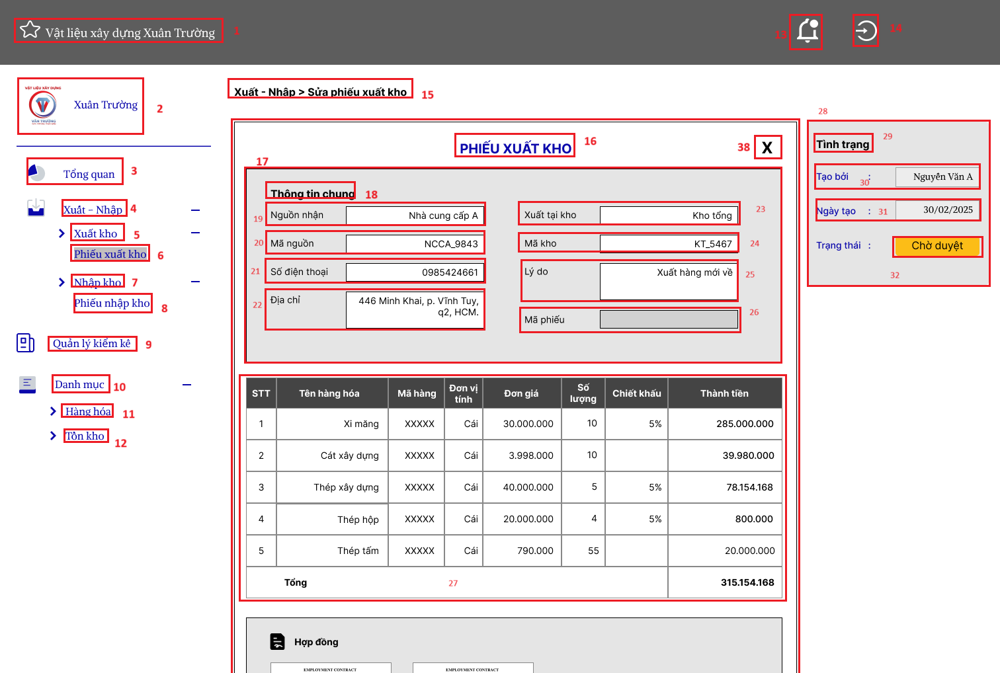 Vật liệu xây dựng Xuân Trường 1
13
14
VẬT LIỆU XÂY DỰNG
Xuân Trường
VĂN TRƯỜNG
2
Xuất - Nhâp > Sửa phiếu xuất kho 15
28
PHIẾU XUẤT KHO 16
38 X
Tình trạng 29
Tổng quan 3
17
Tạo bởi : Nguyễn Văn A
30
Thông tin chung 18
Xuất – Nhập 4
19 Nguồn nhận Nhà cung cấp A
Xuất tại kho Kho tổng 23
Ngày tạo : 31 30/02/2025
Xuất kho 5
20 Mã nguồn NCCA_9843
Mã kho KT_5467 24
Trạng thái : Chờ duyệt
Phiếu xuất kho 6
21 Số điện thoại 0985424661
Lý do Xuất hàng mới về 25
32
Nhập kho 7
22 Địa chỉ 446 Minh Khai, p. Vĩnh Tuy,
q2, HCM.
Phiếu nhập kho 8
Mã phiếu 26
Quản lý kiểm kê 9
Danh mục 10
Hàng hóa 11
Tồn kho 12
STT Tên hàng hóa Mã hàng Đơn vị tính Đơn giá Số lượng Chiết khấu Thành tiền
1 Xi măng XXXXX Cái 30.000.000 10 5% 285.000.000
2 Cát xây dựng XXXXX Cái 3.998.000 10 39.980.000
3 Thép xây dựng XXXXX Cái 40.000.000 5 5% 78.154.168
4 Thép hộp XXXXX Cái 20.000.000 4 5% 800.000
5 Thép tấm XXXXX Cái 790.000 55 20.000.000
Tổng 27 315.154.168
Hợp đồng
EMPLOYMENT CONTRACT
EMPLOYMENT CONTRACT